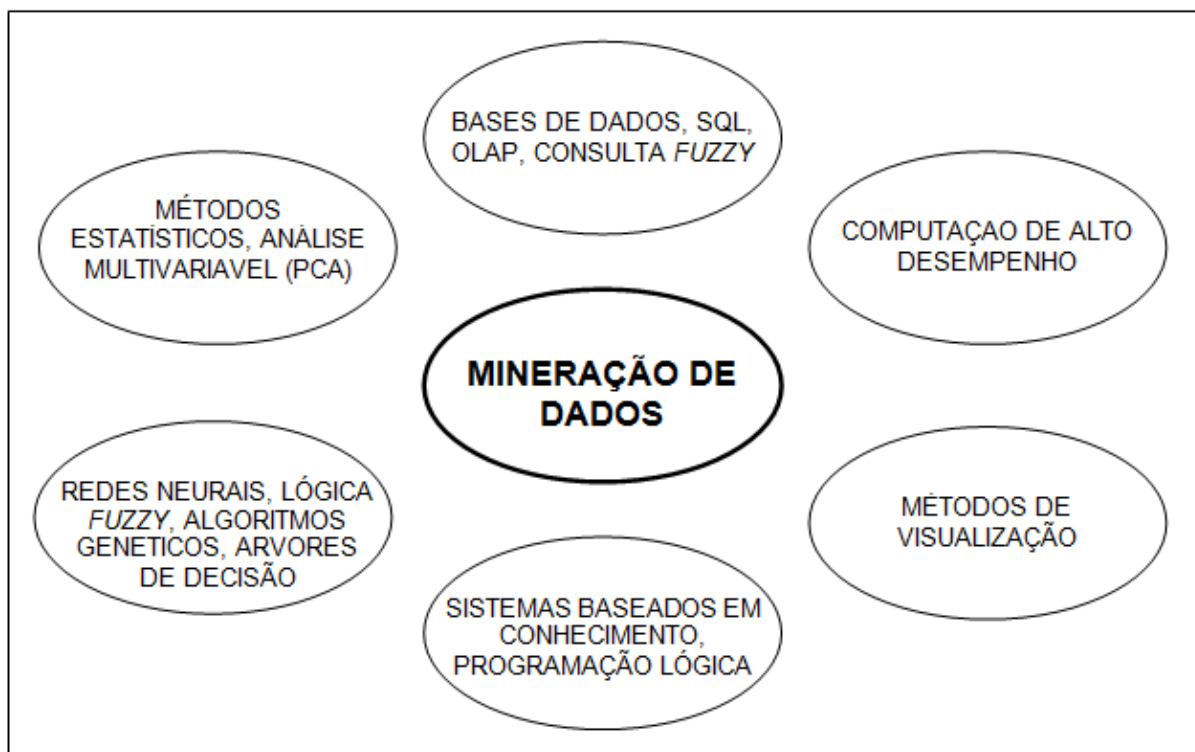 BASES DE DADOS, SQL,
OLAP, CONSULTA FUZZY
MÉTODOS
ESTATÍSTICOS, ANÁLISE
MULTIVARIAVEL (PCA)
COMPUTAÇAO DE ALTO
DESEMPENHO
MINERAÇÃO DE
DADOS
REDES NEURAIS, LÓGICA
FUZZY, ALGORITMOS
GENETICOS, ARVORES
DE DECISÃO
MÉTODOS DE
VISUALIZAÇÃO
SISTEMAS BASEADOS EM
CONHECIMENTO,
PROGRAMAÇÃO LÓGICA